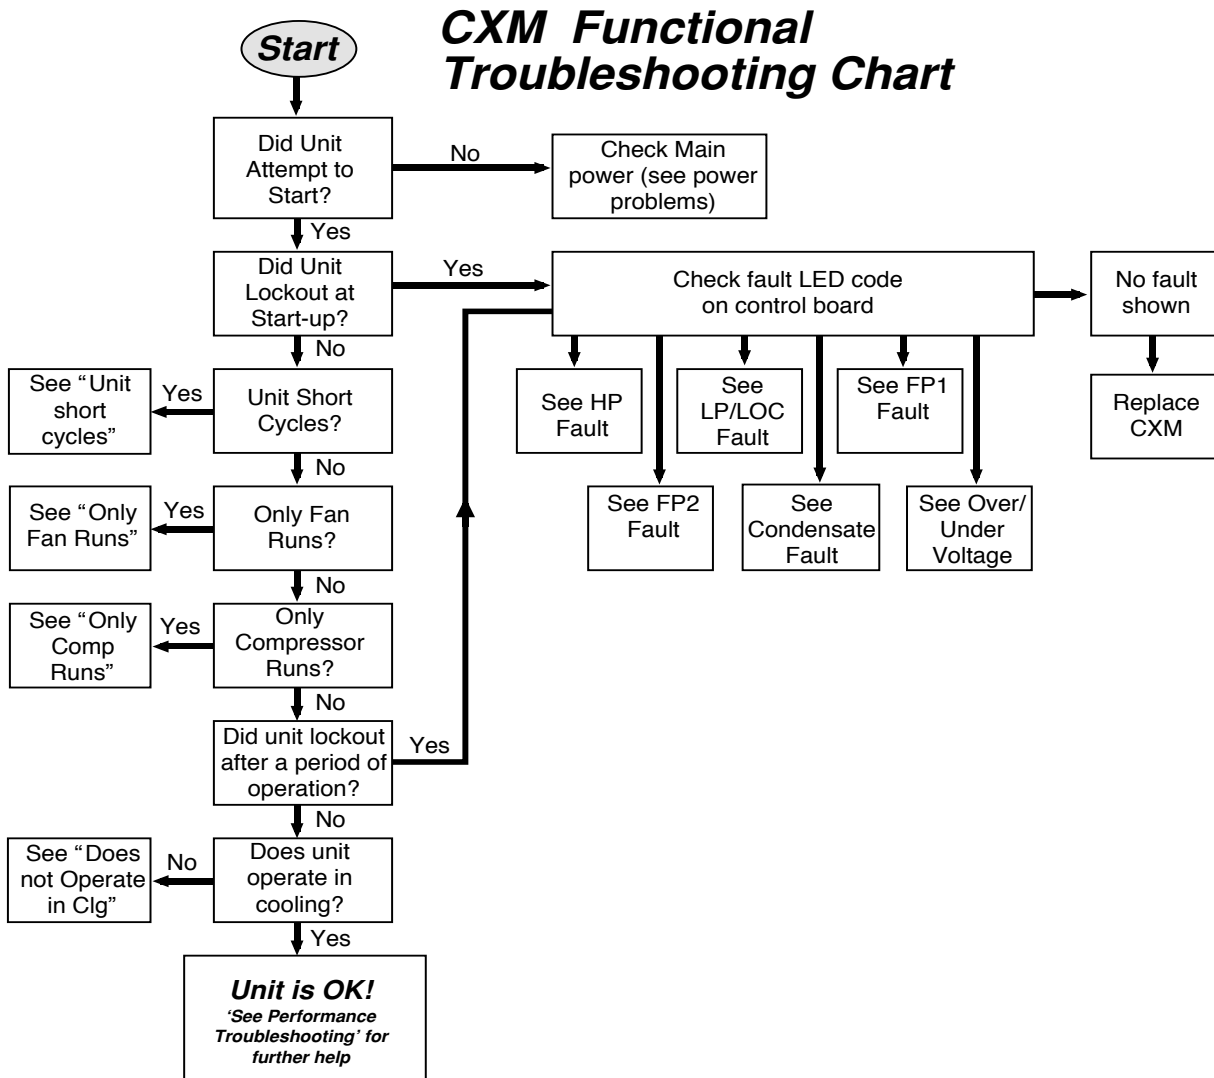 CXM Functional
Troubleshooting Chart
Start
Did Unit
Attempt to
Start?
No
Check Main
power (see power
problems)
Yes
Did Unit
Lockout at
Start-up?
Yes
Check fault LED code
on control board
No fault
shown
Replace
CXM
See HP
Fault
See
LP/LOC
Fault
See FP1
Fault
See FP2
Fault
See
Condensate
Fault
See Over/
Under
Voltage
No
Unit Short
Cycles?
Yes
See “Unit
short
cycles”
No
Only Fan
Runs?
Yes
See “Only
Fan Runs”
No
Only
Compressor
Runs?
Yes
See “Only
Comp
Runs”
No
Did unit lockout
after a period of
operation?
Yes
No
Does unit
operate in
cooling?
No
See “Does
not Operate
in Clg”
Yes
Unit is OK!
‘See Performance
Troubleshooting’ for
further help